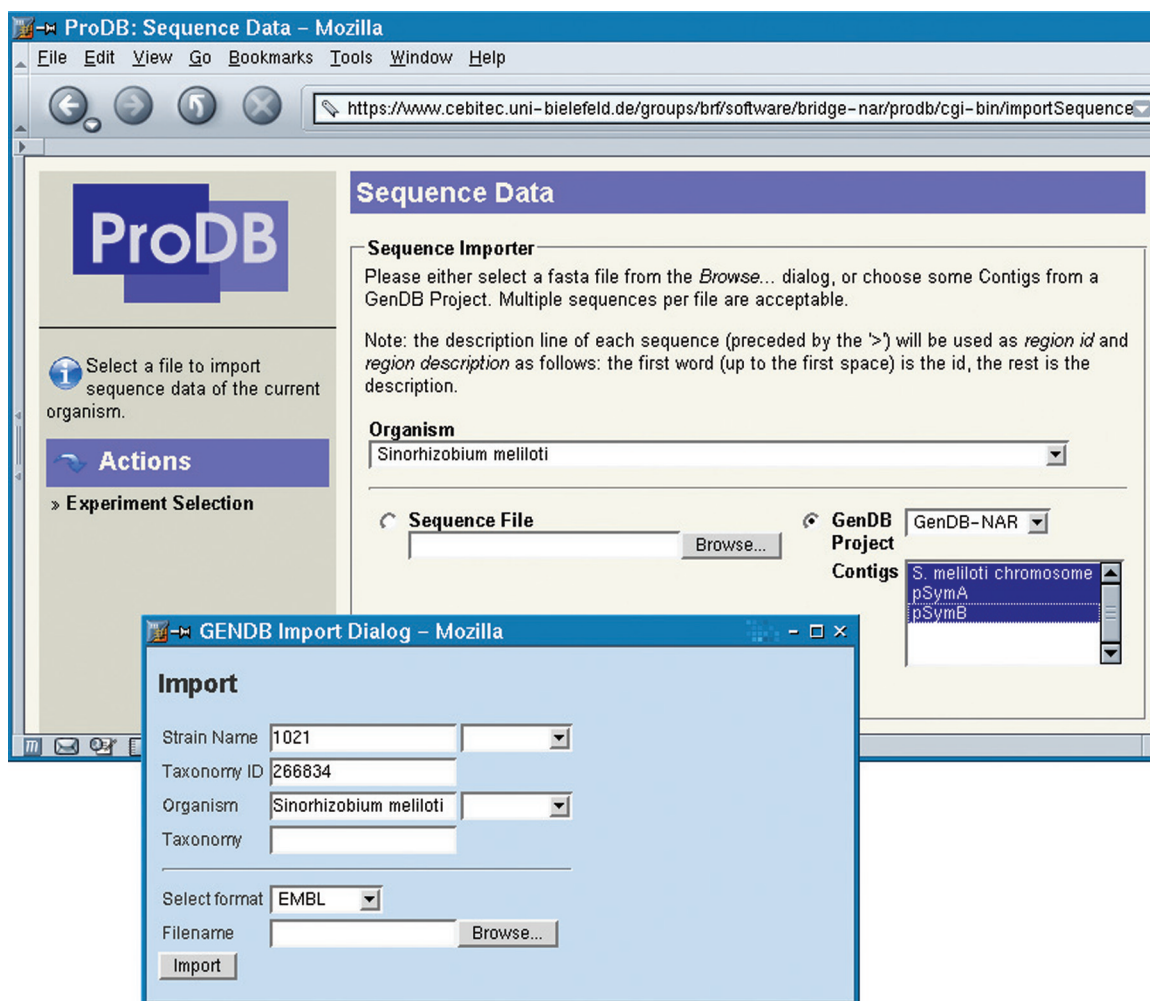 ProDB: Sequence Data – Mozilla
File Edit View Go Bookmarks Tools Window Help
https://www.cebitec.uni-bielefeld.de/groups/brf/software/bridge-nar/prodb/cgi-bin/importSequence
ProDB
Select a file to import
sequence data of the current
organism.
Actions
» Experiment Selection
Sequence Data
Sequence Importer
Please either select a fasta file from the Browse... dialog, or choose some Contigs from a
GenDB Project. Multiple sequences per file are acceptable.
Note: the description line of each sequence (preceded by the '>') will be used as region id and
region description as follows: the first word (up to the first space) is the id, the rest is the
description.
Organism
Sinorhizobium meliloti
Sequence File
Browse...
GenDB
Project
GenDB-NAR
Contigs
S. meliloti chromosome
pSymA
pSymB
GENDB Import Dialog – Mozilla
Import
Strain Name 1021
Taxonomy ID 266834
Organism Sinorhizobium meliloti
Taxonomy
Select format EMBL
Filename Browse...
Import